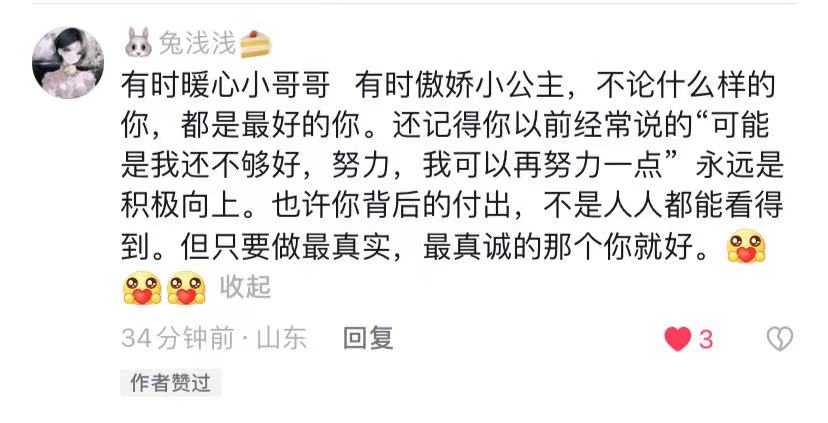 🐰兔浅浅🍰
有时暖心小哥哥 有时傲娇小公主，不论什么样的
你，都是最好的你。还记得你以前经常说的“可能
是我还不够好，努力，我可以再努力一点” 永远是
积极向上。也许你背后的付出，不是人人都能看得
到。但只要做最真实，最真诚的那个你就好。
收起
34分钟前·山东 回复 3
作者赞过